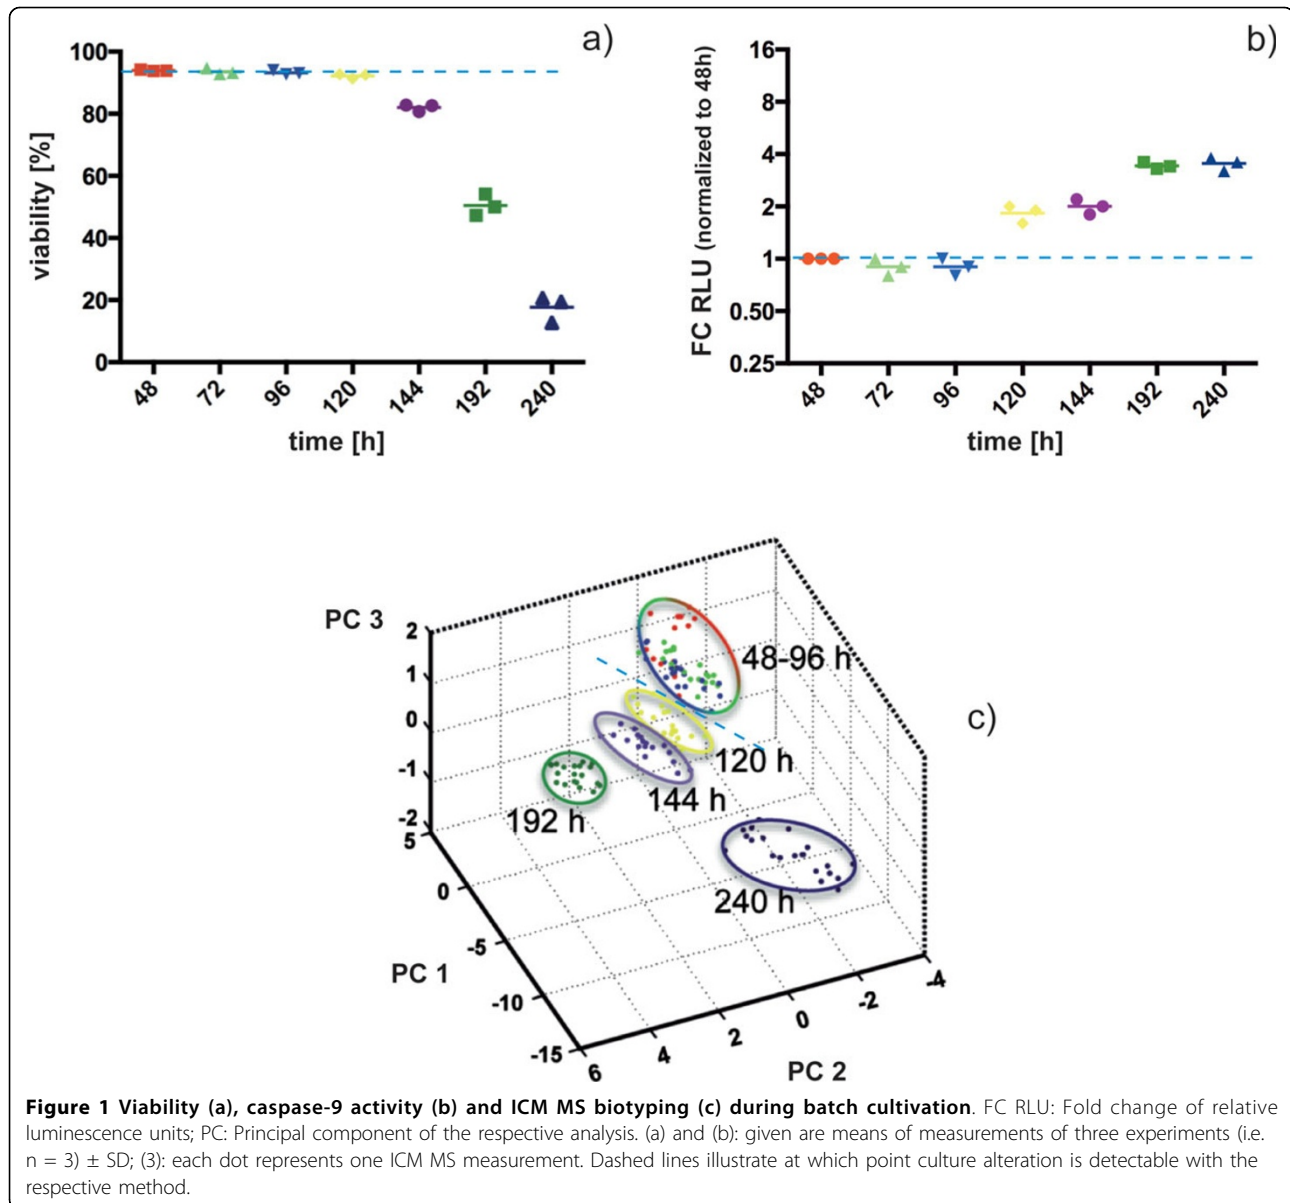 a)
100
80
60
40
20
0
viability [%]
48 72 96 120 144 192 240
time [h]
b)
16
8
4
2
1
0.50
0.25
FC RLU (normalized to 48h)
48 72 96 120 144 192 240
time [h]
c)
PC 3
2
1
0
-1
-2
5
0
-5
-10
-15
PC 1
6 4 2 0 -2 -4
PC 2
48-96 h
120 h
144 h
192 h
240 h
Figure 1 Viability (a), caspase-9 activity (b) and ICM MS biotyping (c) during batch cultivation. FC RLU: Fold change of relative
luminescence units; PC: Principal component of the respective analysis. (a) and (b): given are means of measurements of three experiments (i.e.
n = 3) ± SD; (3): each dot represents one ICM MS measurement. Dashed lines illustrate at which point culture alteration is detectable with the
respective method.